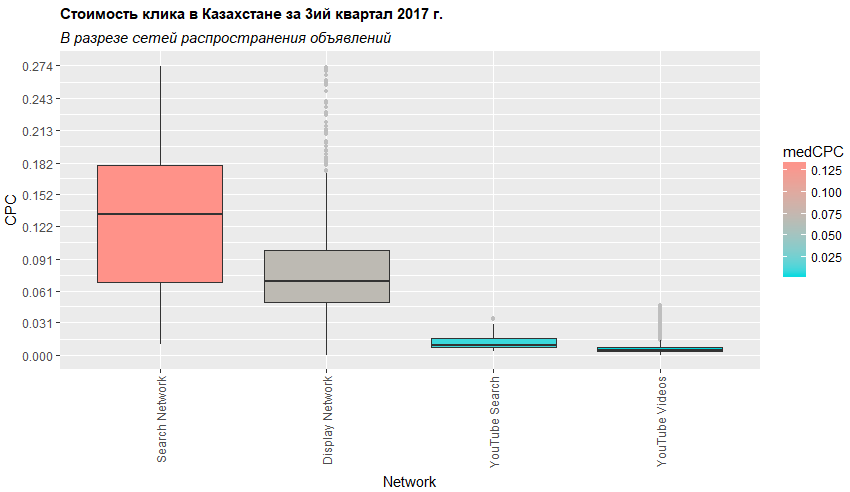 Стоимость клика в Казахстане за 3ий квартал 2017 г.
В разрезе сетей распространения объявлений
0.274
0.243
0.213
0.182
0.152
0.122
0.091
0.061
0.031
0.000
CPC
Search Network
Display Network
YouTube Search
YouTube Videos
Network
medCPC
0.125
0.100
0.075
0.050
0.025